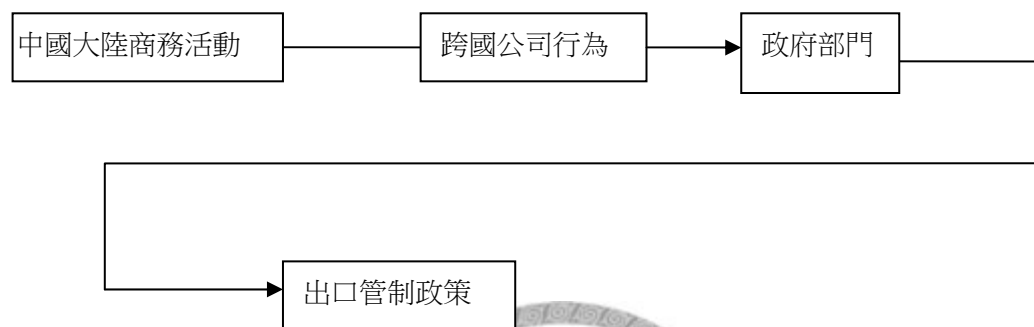 中國大陸商務活動
跨國公司行為
政府部門
出口管制政策